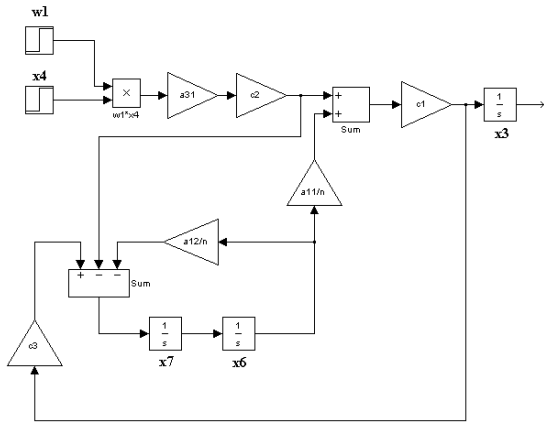 w1
x4
×
w1*x4
a31
c2
+
+
Sum
c1
1
s
x3
a11/n
a12/n
+ − −
Sum
c3
1
s
x7
1
s
x6